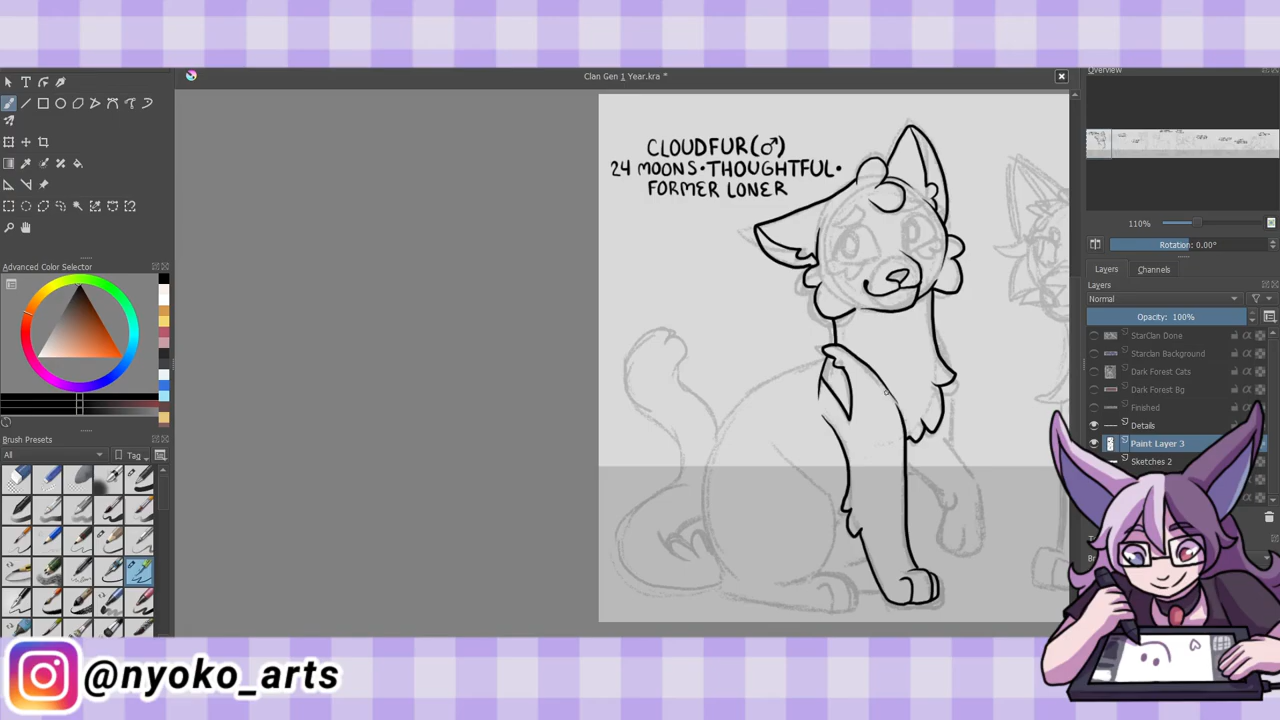 Clan Gen 1 Year.kra *
Overview
CLOUDFUR(♂)
24 MOONS•THOUGHTFUL•
FORMER LONER
110%
Rotation: 0.00°
Advanced Color Selector
Layers
Channels
Layers
Normal
Opacity: 100%
StarClan Done
Starclan Background
Dark Forest Cats
Dark Forest Bg
Finished
Details
Paint Layer 3
Sketches 2
Brush Presets
All
Tag
@nyoko_arts